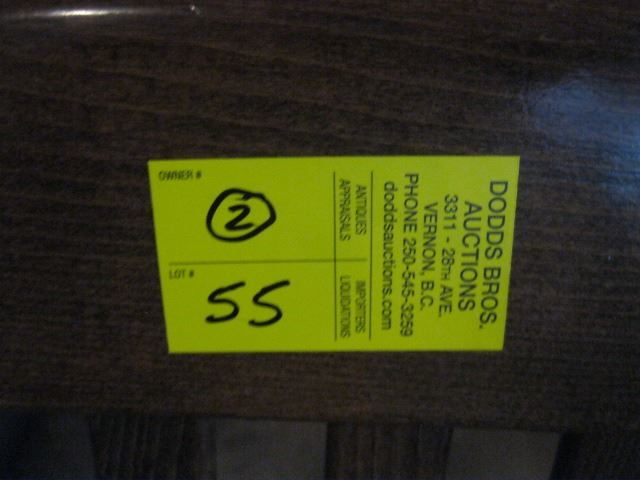 DODDS BROS.
AUCTIONS
3311 - 28TH AVE.
VERNON, B.C.
PHONE 250-545-3259
doddsauctions.com
ANTIQUES IMPORTERS
APPRAISALS LIQUIDATIONS
OWNER # LOT #
2 55